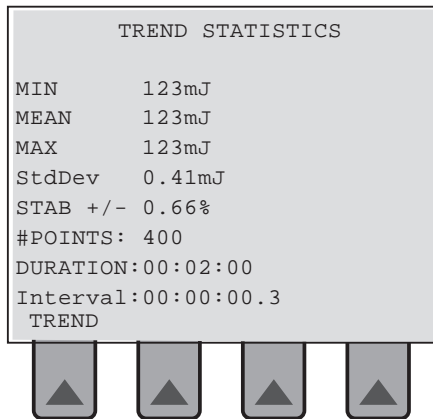 TREND STATISTICS
MIN 123mJ
MEAN 123mJ
MAX 123mJ
StdDev 0.41mJ
STAB +/- 0.66%
#POINTS: 400
DURATION:00:02:00
Interval:00:00:00.3
TREND